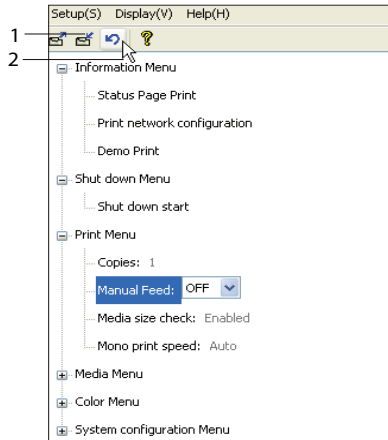 Setup(S) Display(V) Help(H)
1
2
?
Information Menu
Status Page Print
Print network configuration
Demo Print
Shut down Menu
Shut down start
Print Menu
Copies: 1
Manual Feed: OFF
Media size check: Enabled
Mono print speed: Auto
Media Menu
Color Menu
System configuration Menu